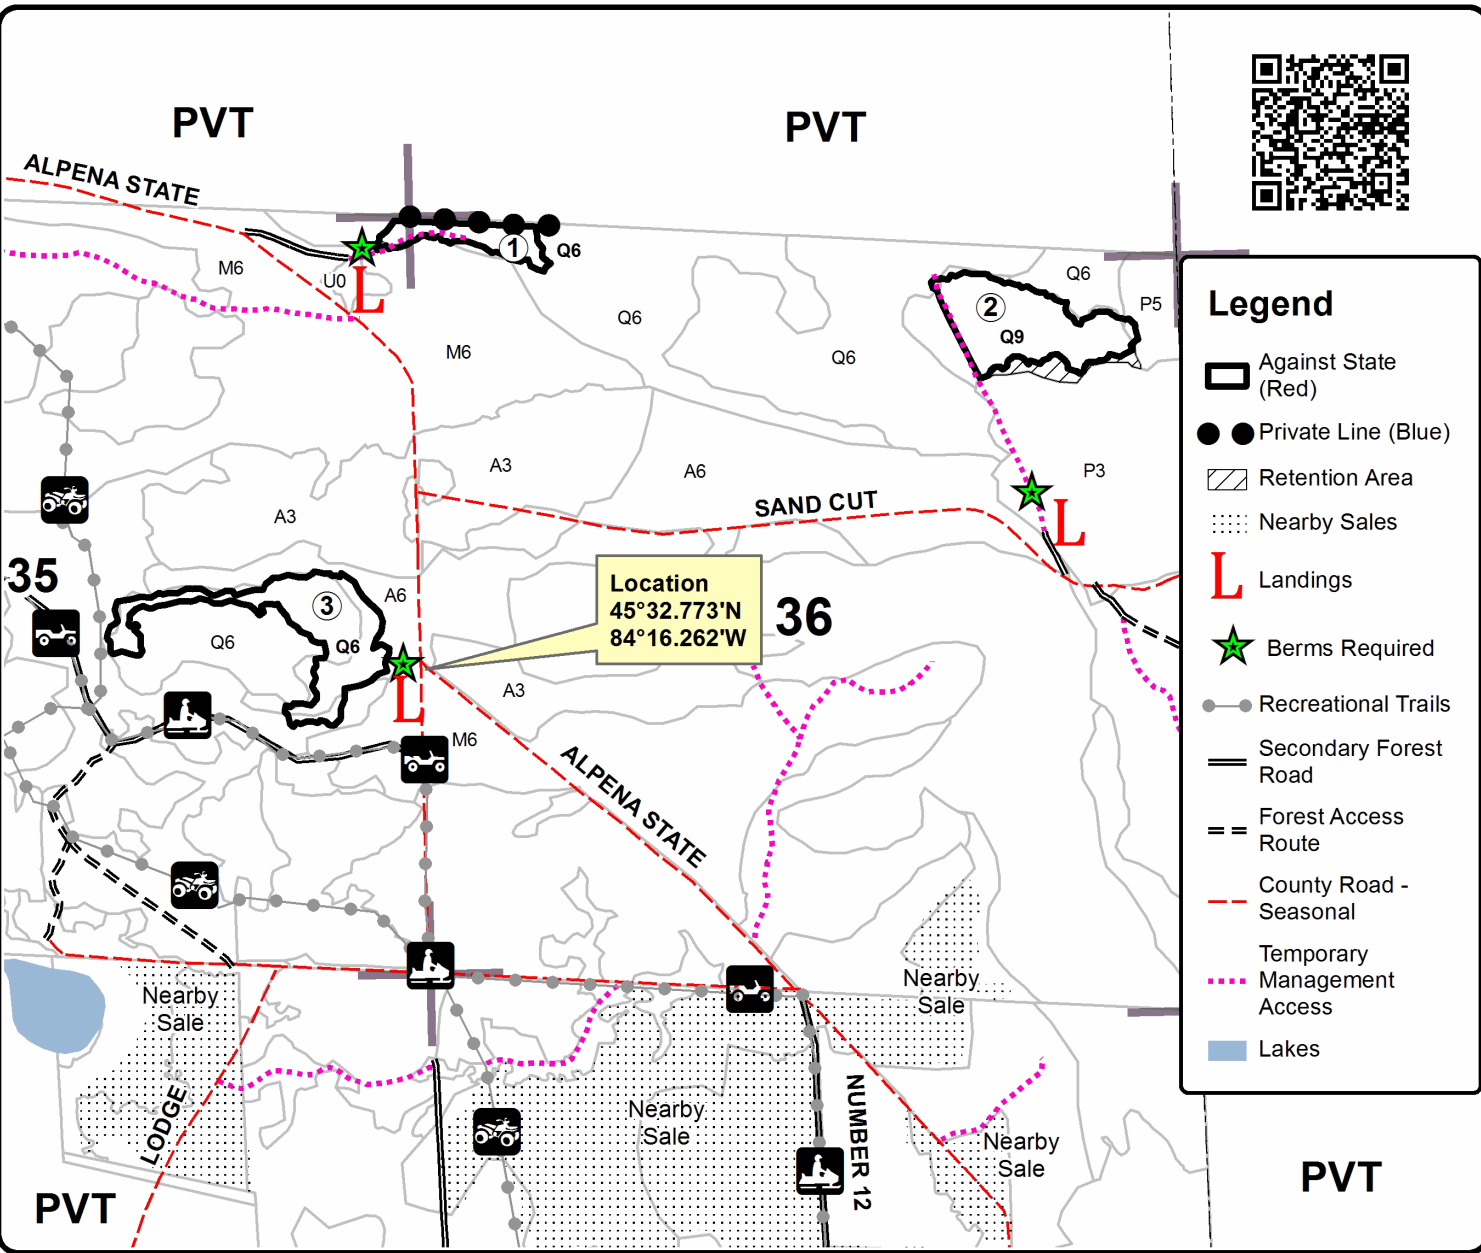 PVT
PVT
ALPENA STATE
1
Q6
M6
U0
L
Q6
P5
2
Q9
Q6
M6
Q6
A3
A6
P3
SAND CUT
L
A3
35
3
A6
Q6
Q6
L
Location
45°32.773'N
84°16.262'W
36
A3
M6
ALPENA STATE
Nearby
Sale
Nearby
Sale
LODGE
Nearby
Sale
NUMBER 12
Nearby
Sale
PVT
PVT
Legend
Against State
(Red)
Private Line (Blue)
Retention Area
Nearby Sales
L
Landings
Berms Required
Recreational Trails
Secondary Forest
Road
Forest Access
Route
County Road -
Seasonal
Temporary
Management
Access
Lakes